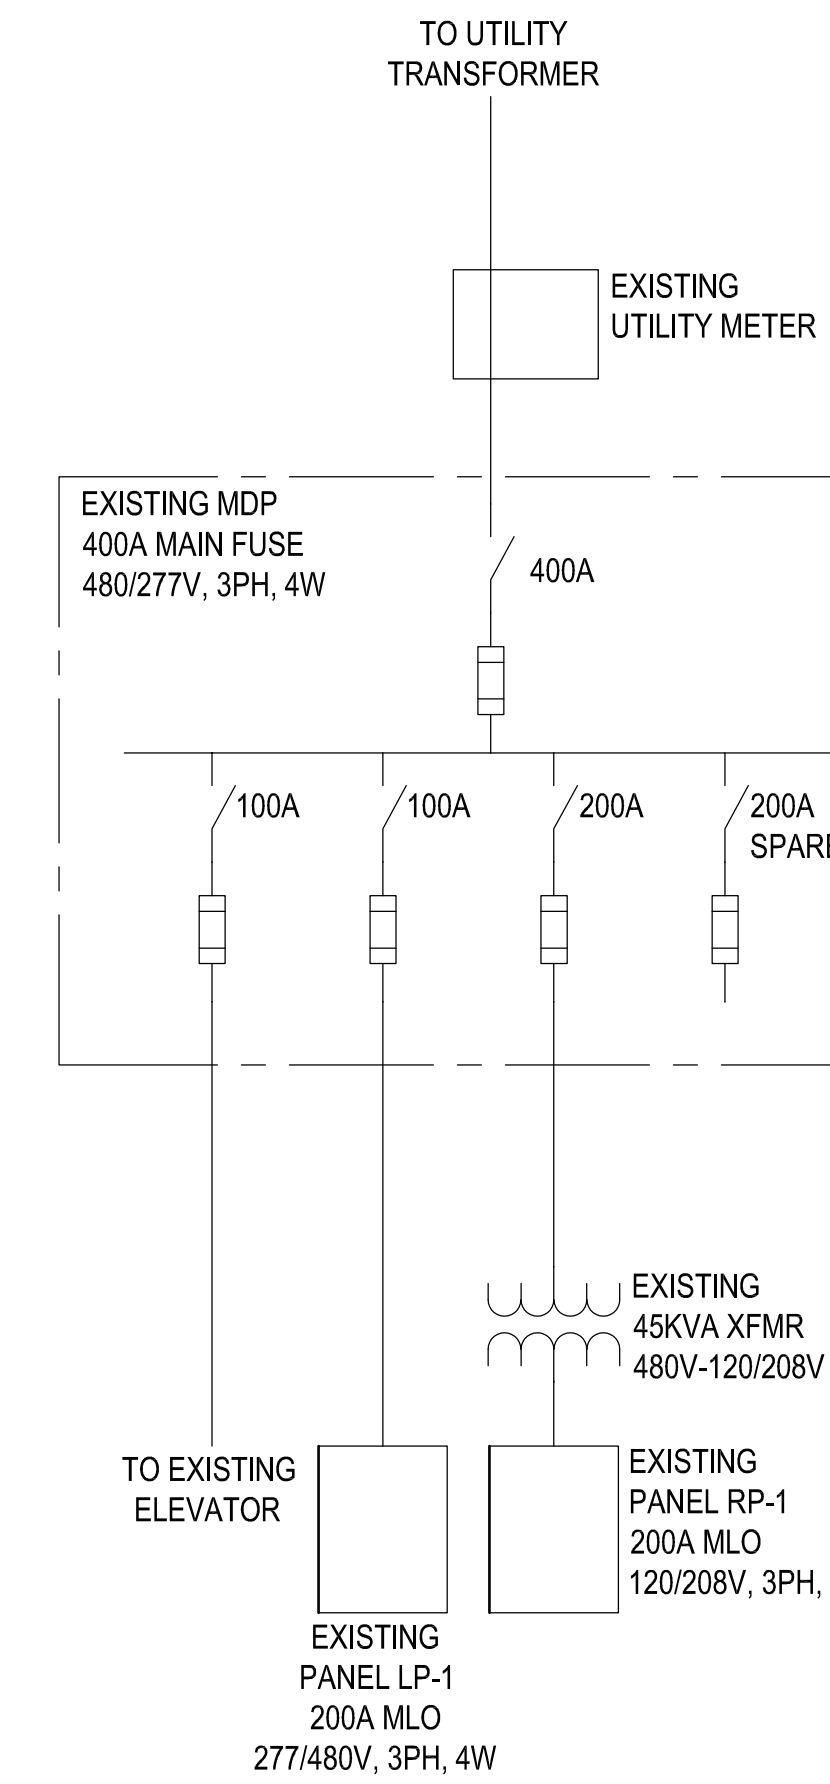 TO UTILITY
TRANSFORMER
EXISTING
UTILITY METER
EXISTING MDP
400A MAIN FUSE
480/277V, 3PH, 4W
400A
100A
100A
200A
200A
SPARE
EXISTING
45KVA XFMR
480V-120/208V
TO EXISTING
ELEVATOR
EXISTING
PANEL RP-1
200A MLO
120/208V, 3PH,
EXISTING
PANEL LP-1
200A MLO
277/480V, 3PH, 4W